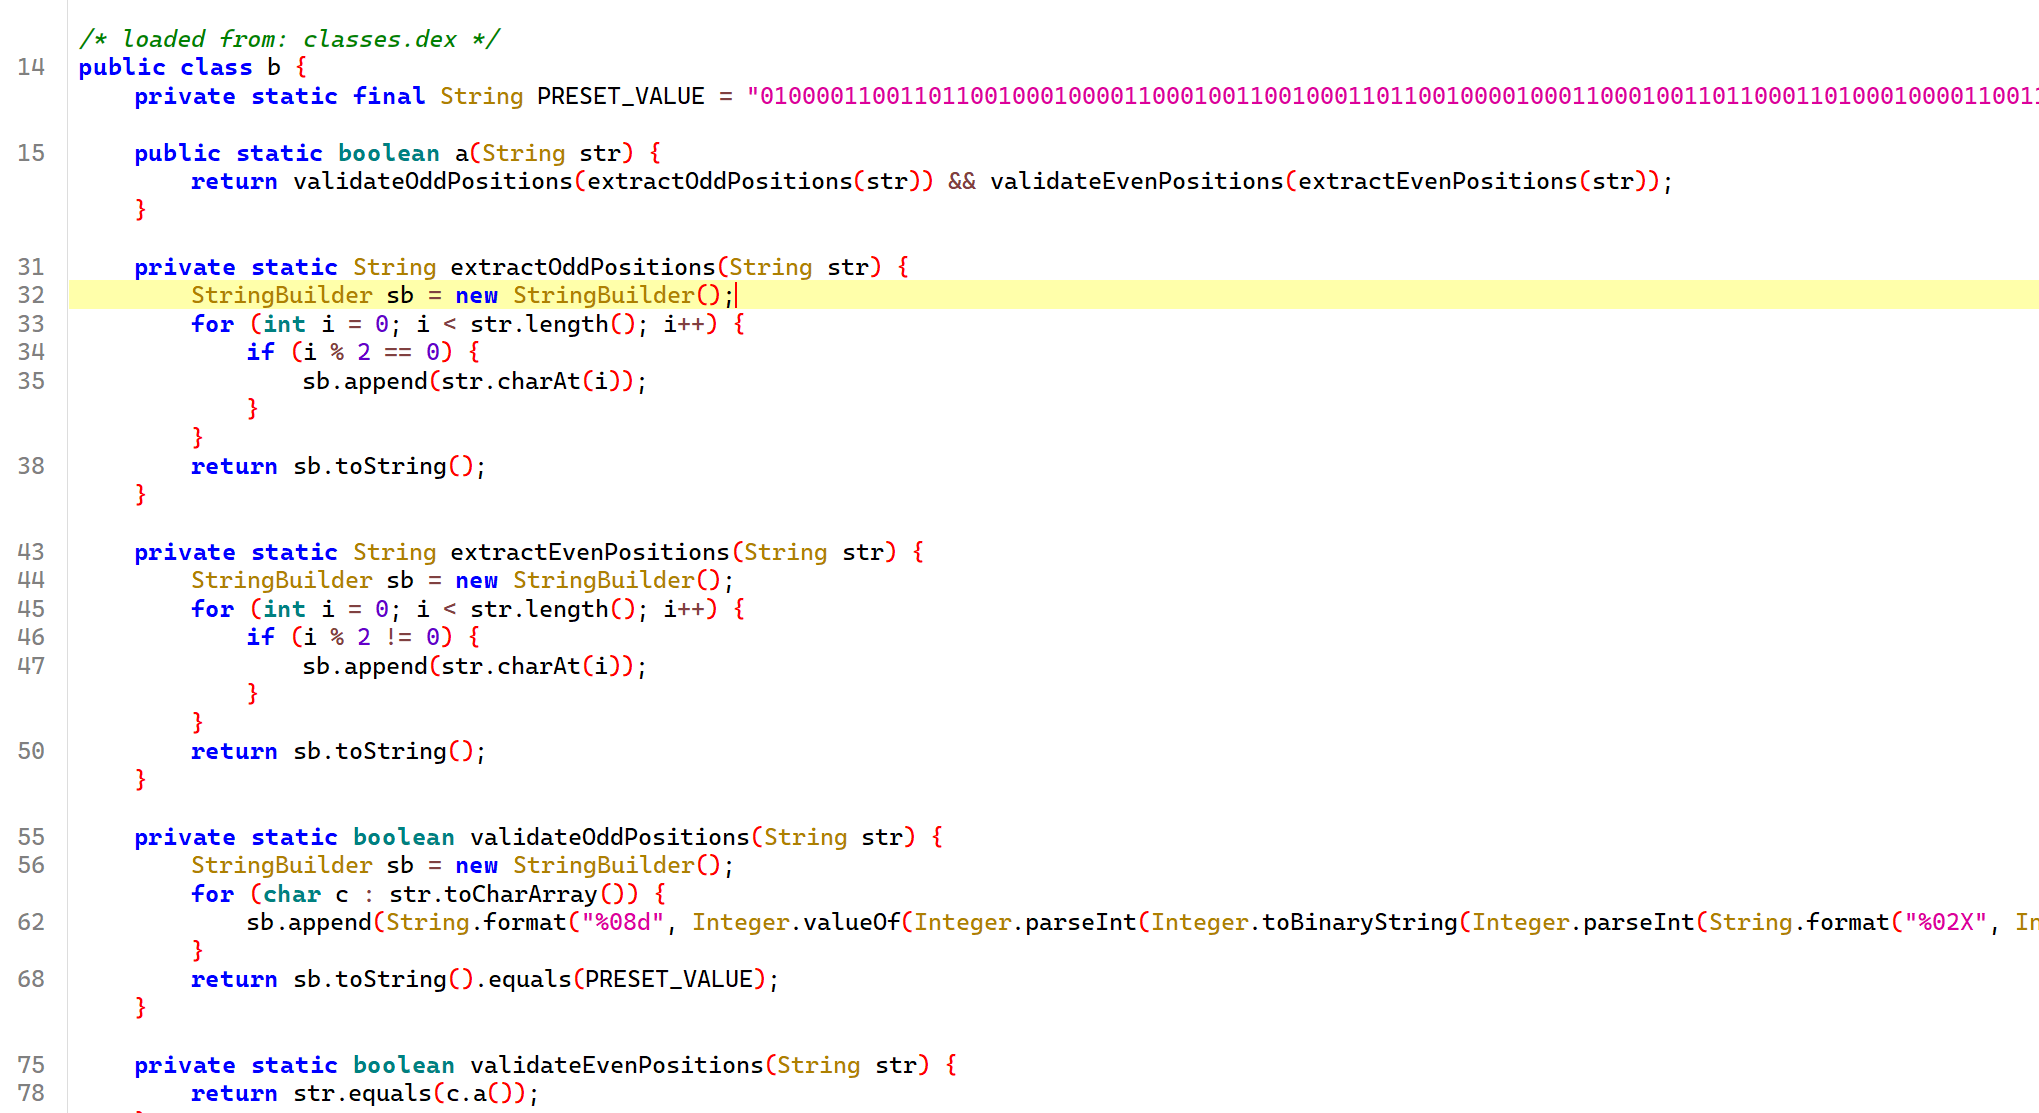 /* loaded from: classes.dex */
14 public class b {
private static final String PRESET_VALUE = "01000011001101100100010000110001001100100011011001000010001100010011011000110100010000110011
15 public static boolean a(String str) {
return validateOddPositions(extractOddPositions(str)) && validateEvenPositions(extractEvenPositions(str));
}
31 private static String extractOddPositions(String str) {
32 StringBuilder sb = new StringBuilder();
33 for (int i = 0; i < str.length(); i++) {
34 if (i % 2 == 0) {
35 sb.append(str.charAt(i));
}
}
38 return sb.toString();
}
43 private static String extractEvenPositions(String str) {
44 StringBuilder sb = new StringBuilder();
45 for (int i = 0; i < str.length(); i++) {
46 if (i % 2 != 0) {
47 sb.append(str.charAt(i));
}
}
50 return sb.toString();
}
55 private static boolean validateOddPositions(String str) {
56 StringBuilder sb = new StringBuilder();
for (char c : str.toCharArray()) {
62 sb.append(String.format("%08d", Integer.valueOf(Integer.parseInt(Integer.toBinaryString(Integer.parseInt(String.format("%02X", In
}
68 return sb.toString().equals(PRESET_VALUE);
}
75 private static boolean validateEvenPositions(String str) {
78 return str.equals(c.a());